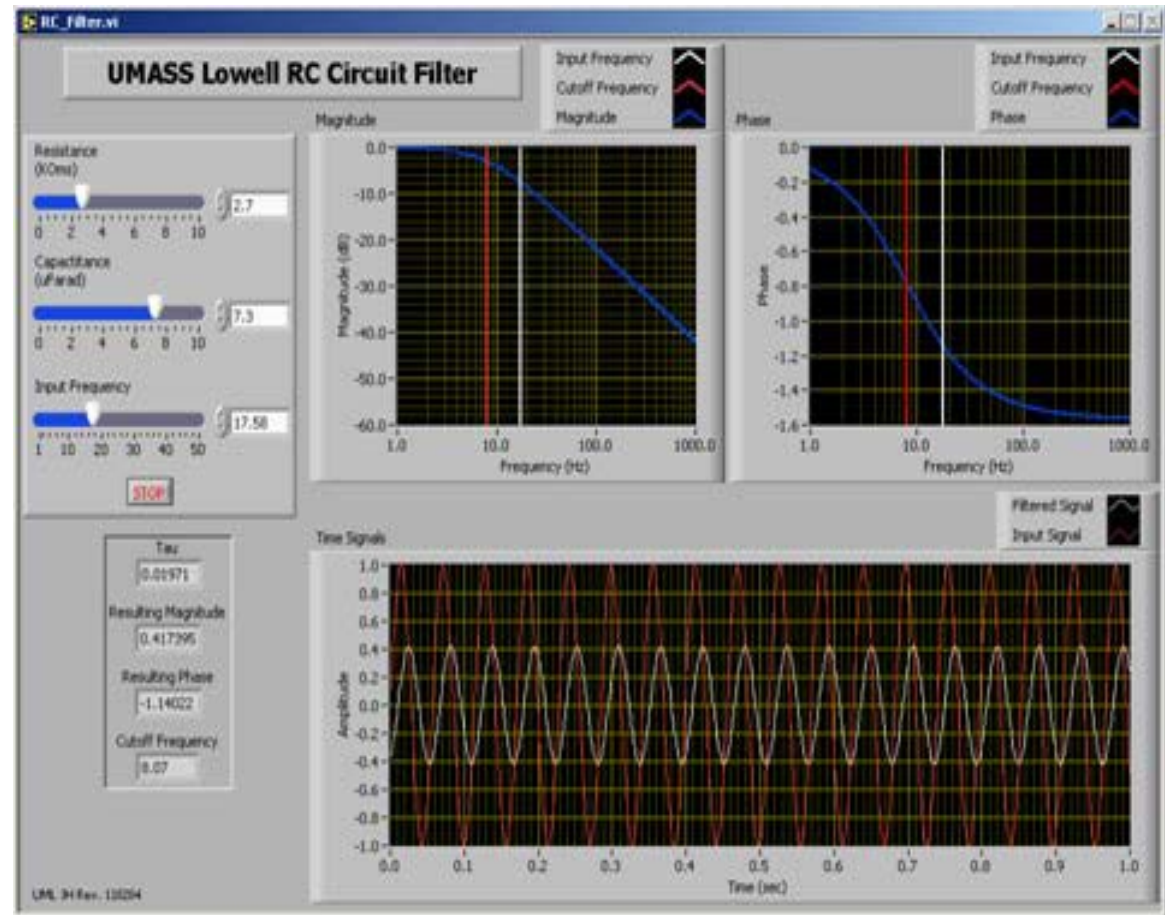 RC_Filter.vi
UMASS Lowell RC Circuit Filter
Input Frequency
Cutoff Frequency
Magnitude
Input Frequency
Cutoff Frequency
Phase
Resistance
(KOms)
2.7
0 2 4 6 8 10
Capactitance
(uFarad)
7.3
0 2 4 6 8 10
Input Frequency
17.58
1 10 20 30 40 50
STOP
Magnitude
Magnitude (dB)
0.0
-10.0
-20.0
-30.0
-40.0
-50.0
-60.0
1.0 10.0 100.0 1000.0
Frequency (Hz)
Phase
Phase
0.0
-0.2
-0.4
-0.6
-0.8
-1.0
-1.2
-1.4
-1.6
1.0 10.0 100.0 1000.0
Frequency (Hz)
Tau
0.01971
Resulting Magnitude
0.417395
Resulting Phase
-1.14022
Cutoff Frequency
8.07
Time Signals
Filtered Signal
Input Signal
Amplitude
1.0
0.8
0.6
0.4
0.2
0.0
-0.2
-0.4
-0.6
-0.8
-1.0
0.0 0.1 0.2 0.3 0.4 0.5 0.6 0.7 0.8 0.9 1.0
Time (sec)
UML Rev.